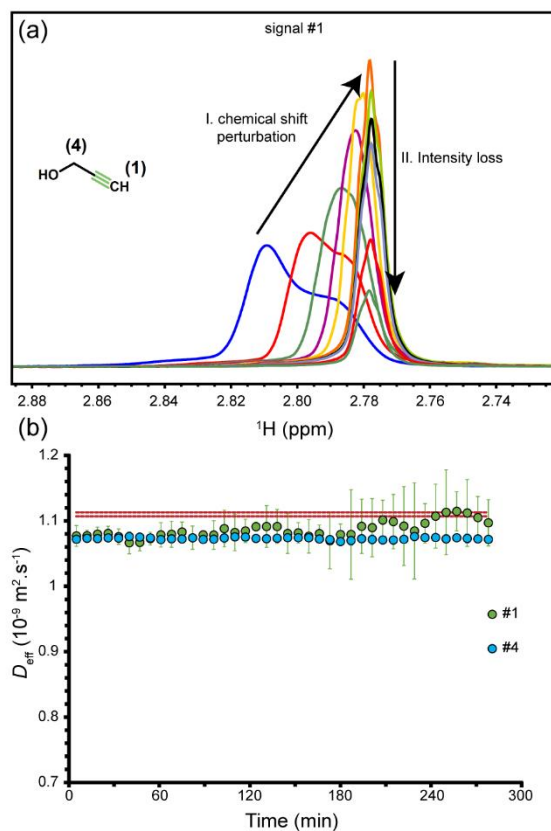 (a)
signal #1
I. chemical shift
perturbation
II. Intensity loss
(4)
(1)
HO
CH
2.88 2.86 2.84 2.82 2.80 2.78 2.76 2.74
¹H (ppm)
(b)
1.2
1.1
1
0.9
0.8
0.7
D_eff (10⁻⁹ m².s⁻¹)
#1
#4
0 60 120 180 240 300
Time (min)